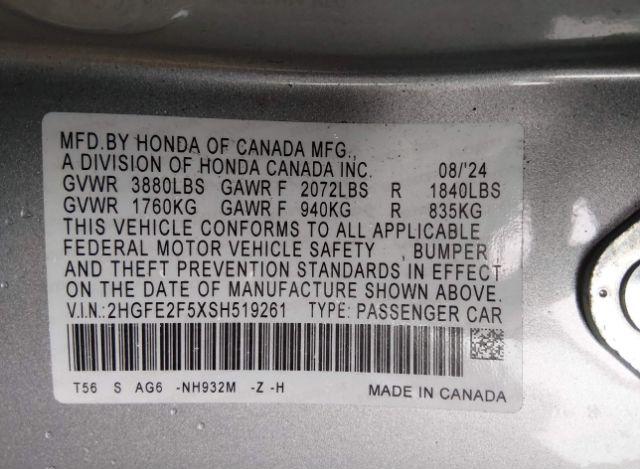 MFD.BY HONDA OF CANADA MFG.,
A DIVISION OF HONDA CANADA INC. 08/'24
GVWR 3880LBS GAWR F 2072LBS R 1840LBS
GVWR 1760KG GAWR F 940KG R 835KG
THIS VEHICLE CONFORMS TO ALL APPLICABLE
FEDERAL MOTOR VEHICLE SAFETY , BUMPER
AND THEFT PREVENTION STANDARDS IN EFFECT
ON THE DATE OF MANUFACTURE SHOWN ABOVE.
V.I.N.:2HGFE2F5XSH519261 TYPE: PASSENGER CAR
T56 S AG6 -NH932M -Z -H MADE IN CANADA